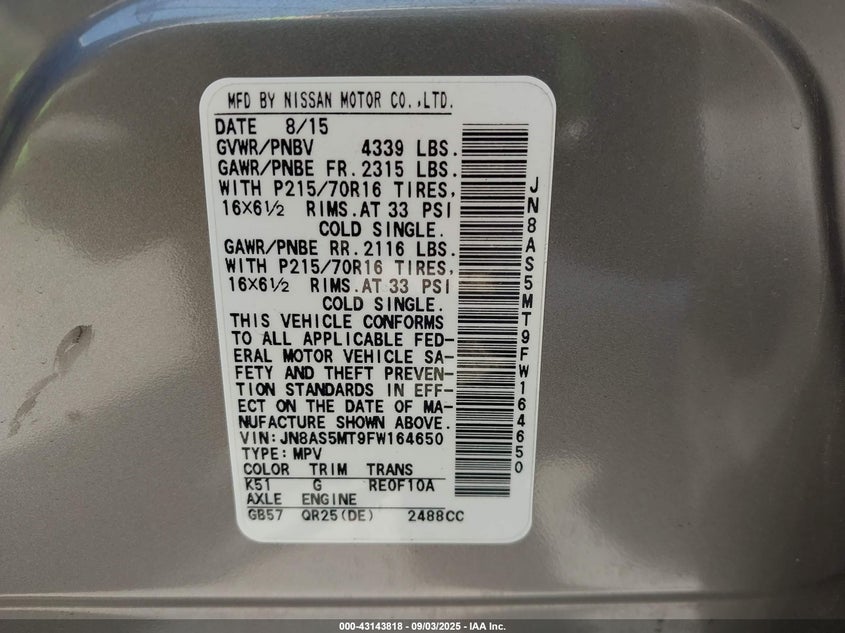 MFD BY NISSAN MOTOR CO.,LTD.
DATE 8/15
GVWR/PNBV 4339 LBS.
GAWR/PNBE FR.2315 LBS.
WITH P215/70R16 TIRES,
16X6½ RIMS.AT 33 PSI
COLD SINGLE.
GAWR/PNBE RR.2116 LBS.
WITH P215/70R16 TIRES,
16X6½ RIMS.AT 33 PSI
COLD SINGLE.
THIS VEHICLE CONFORMS
TO ALL APPLICABLE FED-
ERAL MOTOR VEHICLE SA-
FETY AND THEFT PREVEN-
TION STANDARDS IN EFF-
ECT ON THE DATE OF MA-
NUFACTURE SHOWN ABOVE.
VIN:JN8AS5MT9FW164650
TYPE:MPV
COLOR TRIM TRANS
K51 G RE0F10A
AXLE ENGINE
GB57 QR25(DE) 2488CC
JN8AS5MT9FW164650
000-43143818 - 09/03/2025 - IAA Inc.